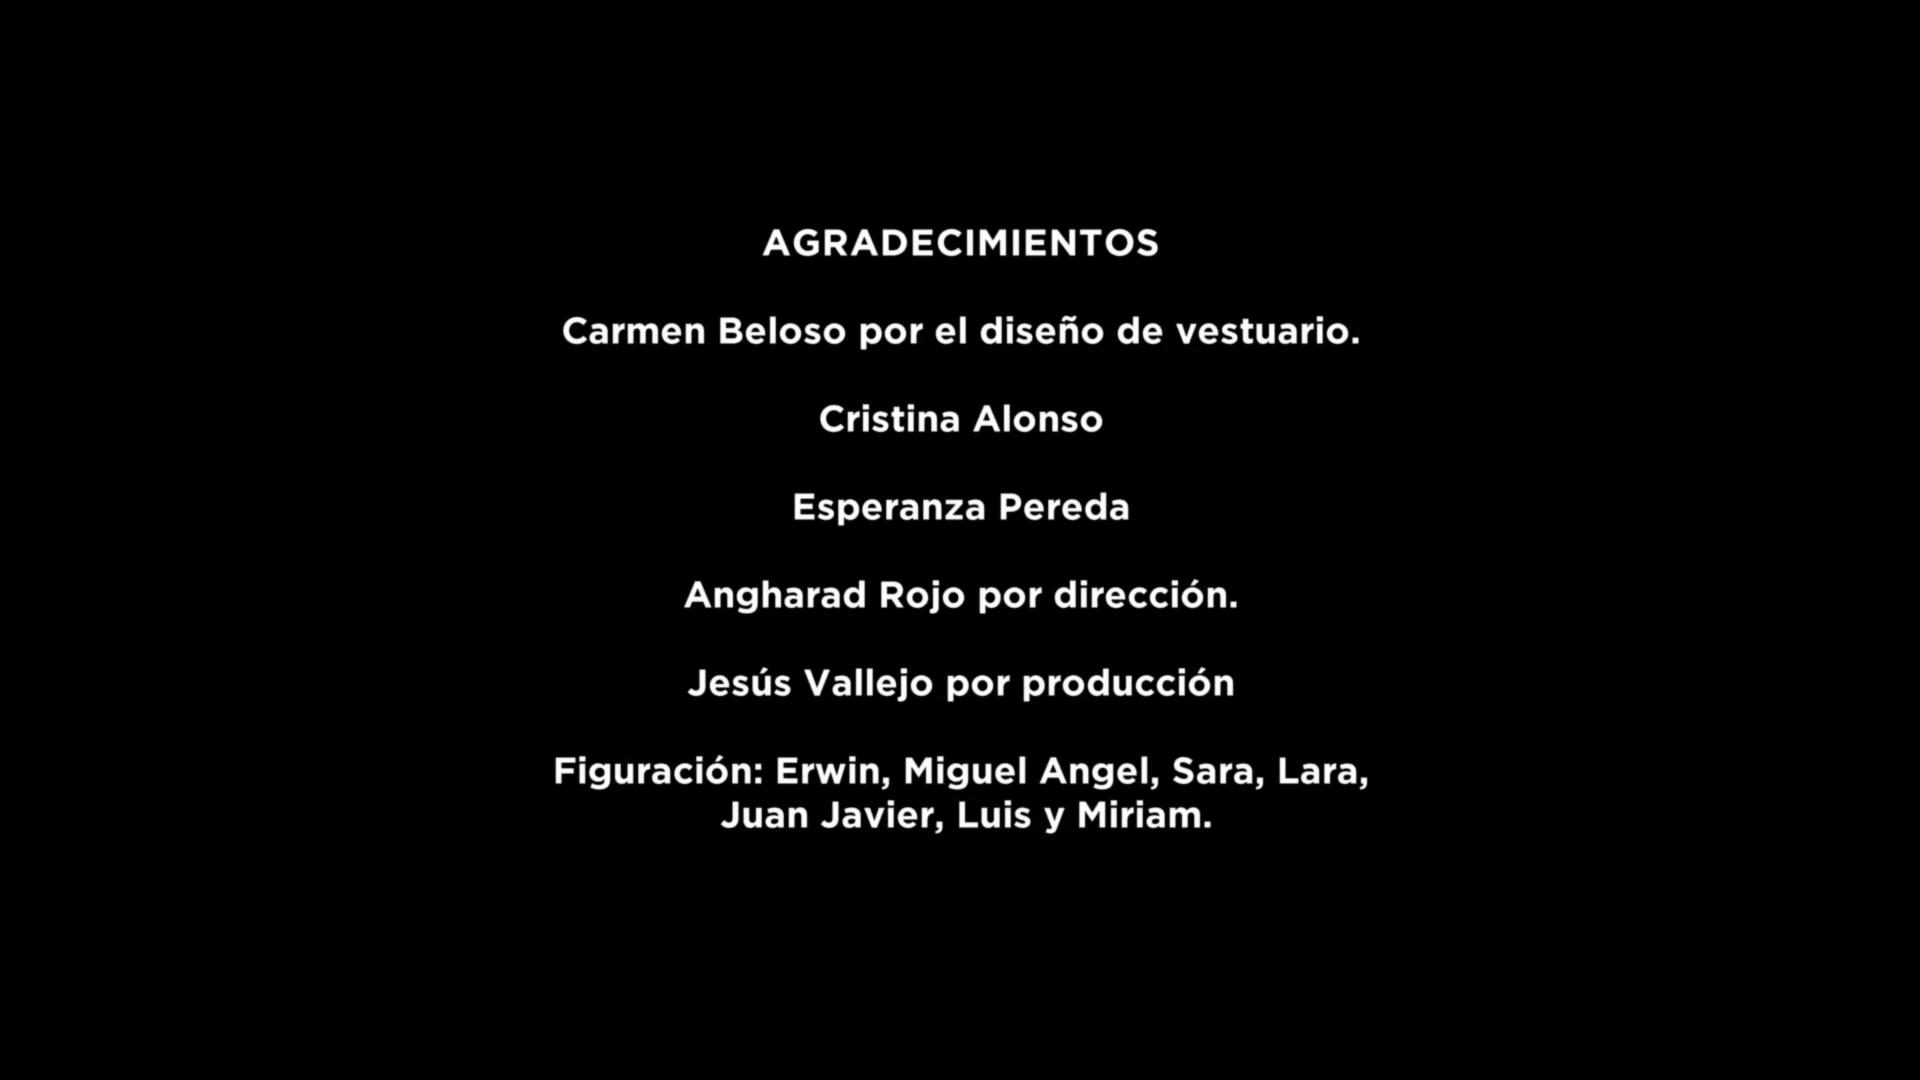 AGRADECIMIENTOS
Carmen Beloso por el diseño de vestuario.
Cristina Alonso
Esperanza Pereda
Angharad Rojo por dirección.
Jesús Vallejo por producción
Figuración: Erwin, Miguel Angel, Sara, Lara,
Juan Javier, Luis y Miriam.